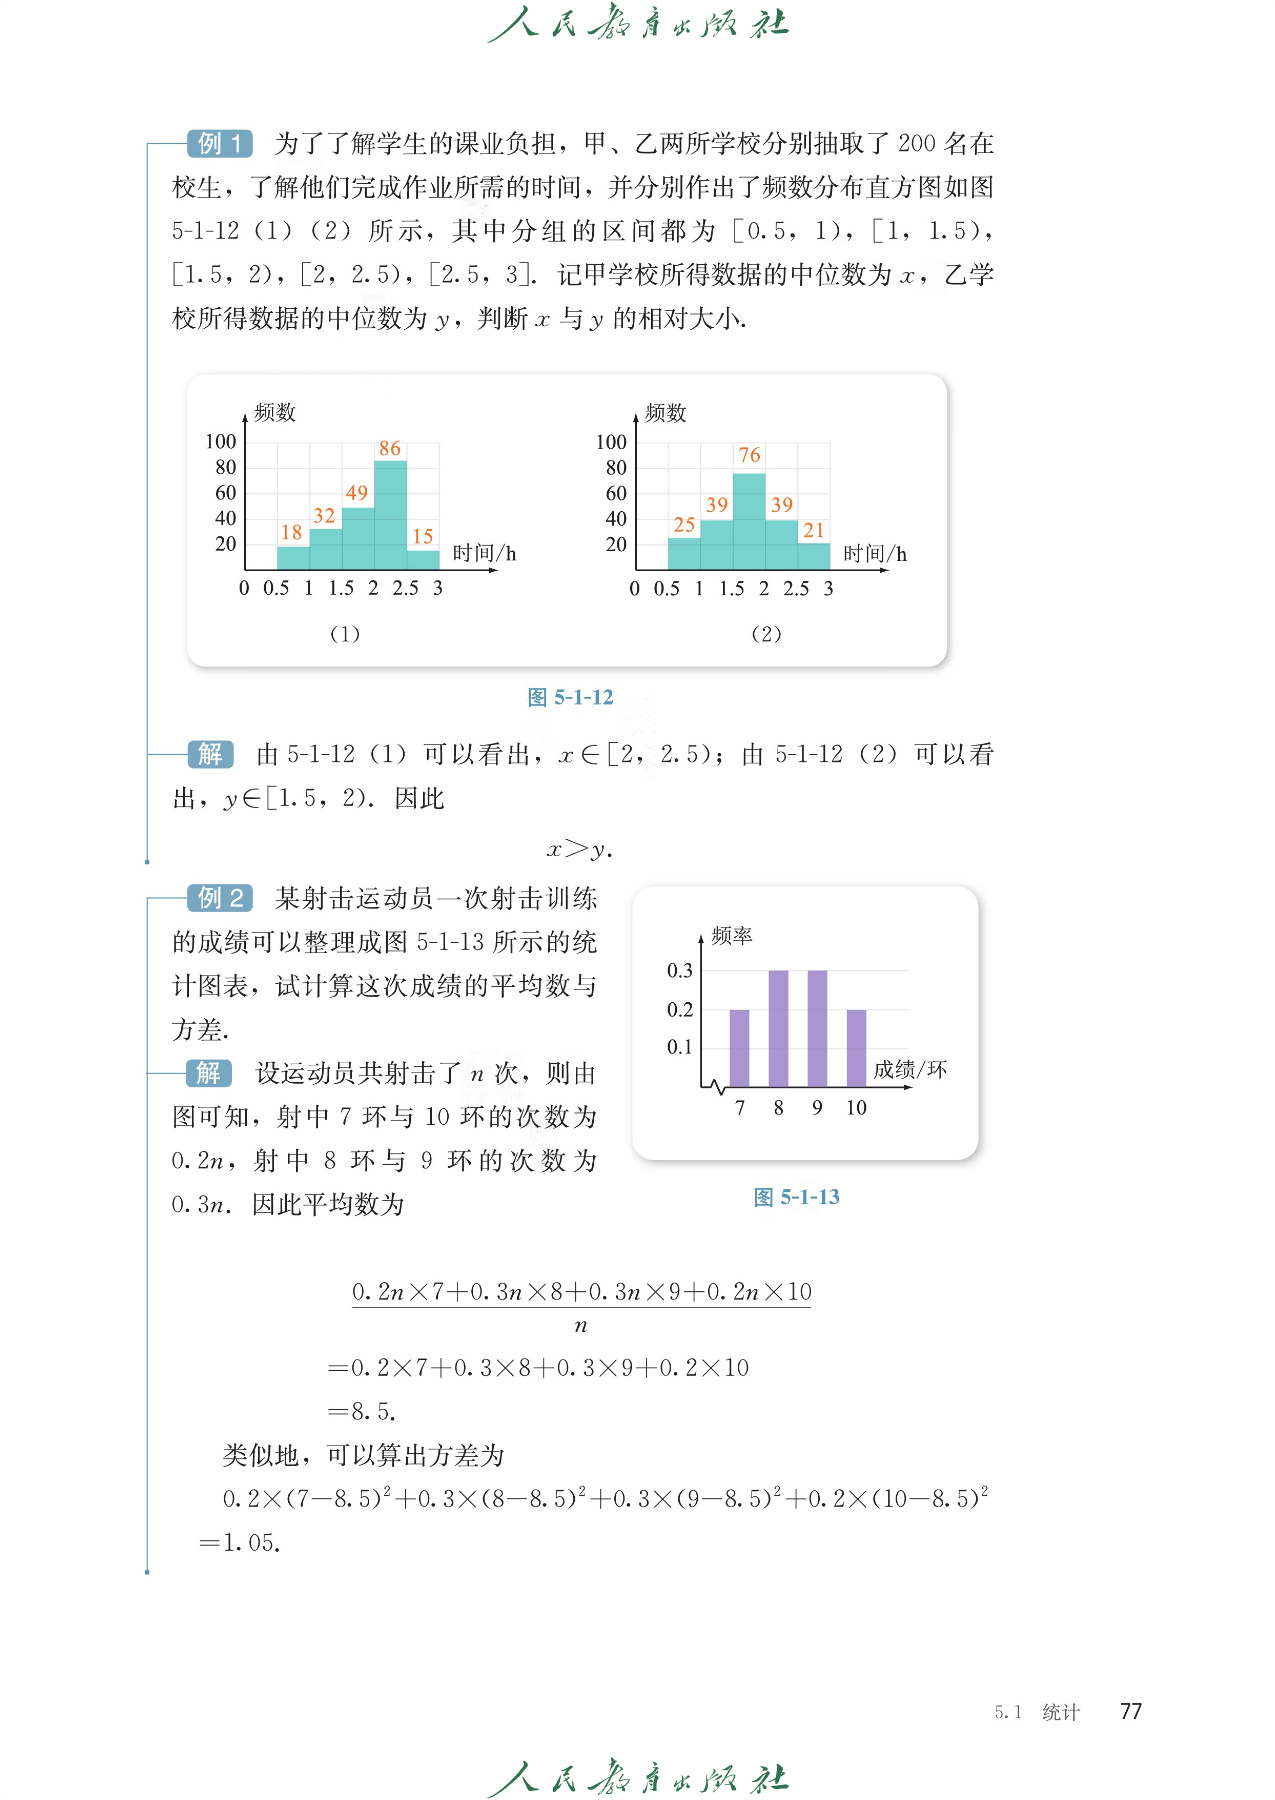 人民教育出版社
例 1 为了了解学生的课业负担，甲、乙两所学校分别抽取了 200 名在
校生，了解他们完成作业所需的时间，并分别作出了频数分布直方图如图
5-1-12（1）（2）所示，其中分组的区间都为［0.5，1），［1，1.5），
［1.5，2），［2，2.5），［2.5，3］. 记甲学校所得数据的中位数为 x，乙学
校所得数据的中位数为 y，判断 x 与 y 的相对大小.
频数
100
80
60
40
20
18
32
49
86
15
时间/h
0 0.5 1 1.5 2 2.5 3
（1）
频数
100
80
60
40
20
25
39
76
39
21
时间/h
0 0.5 1 1.5 2 2.5 3
（2）
图 5-1-12
解 由 5-1-12（1）可以看出，x∈［2，2.5）；由 5-1-12（2）可以看
出，y∈［1.5，2）. 因此
x＞y.
例 2 某射击运动员一次射击训练
的成绩可以整理成图 5-1-13 所示的统
计图表，试计算这次成绩的平均数与
方差.
解 设运动员共射击了 n 次，则由
图可知，射中 7 环与 10 环的次数为
0.2n，射中 8 环与 9 环的次数为
0.3n. 因此平均数为
频率
0.3
0.2
0.1
成绩/环
7 8 9 10
图 5-1-13
0.2n×7+0.3n×8+0.3n×9+0.2n×10
n
=0.2×7+0.3×8+0.3×9+0.2×10
=8.5.
类似地，可以算出方差为
0.2×(7−8.5)²+0.3×(8−8.5)²+0.3×(9−8.5)²+0.2×(10−8.5)²
=1.05.
5.1 统计 77
人民教育出版社